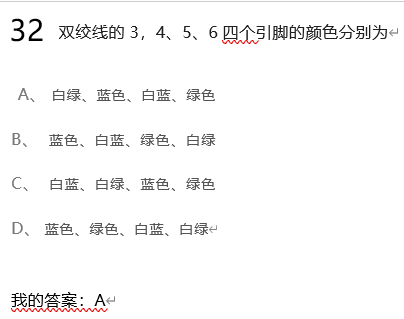 32 双绞线的 3，4、5、6 四个引脚的颜色分别为
A、 白绿、蓝色、白蓝、绿色
B、 蓝色、白蓝、绿色、白绿
C、 白蓝、白绿、蓝色、绿色
D、 蓝色、绿色、白蓝、白绿
我的答案：A